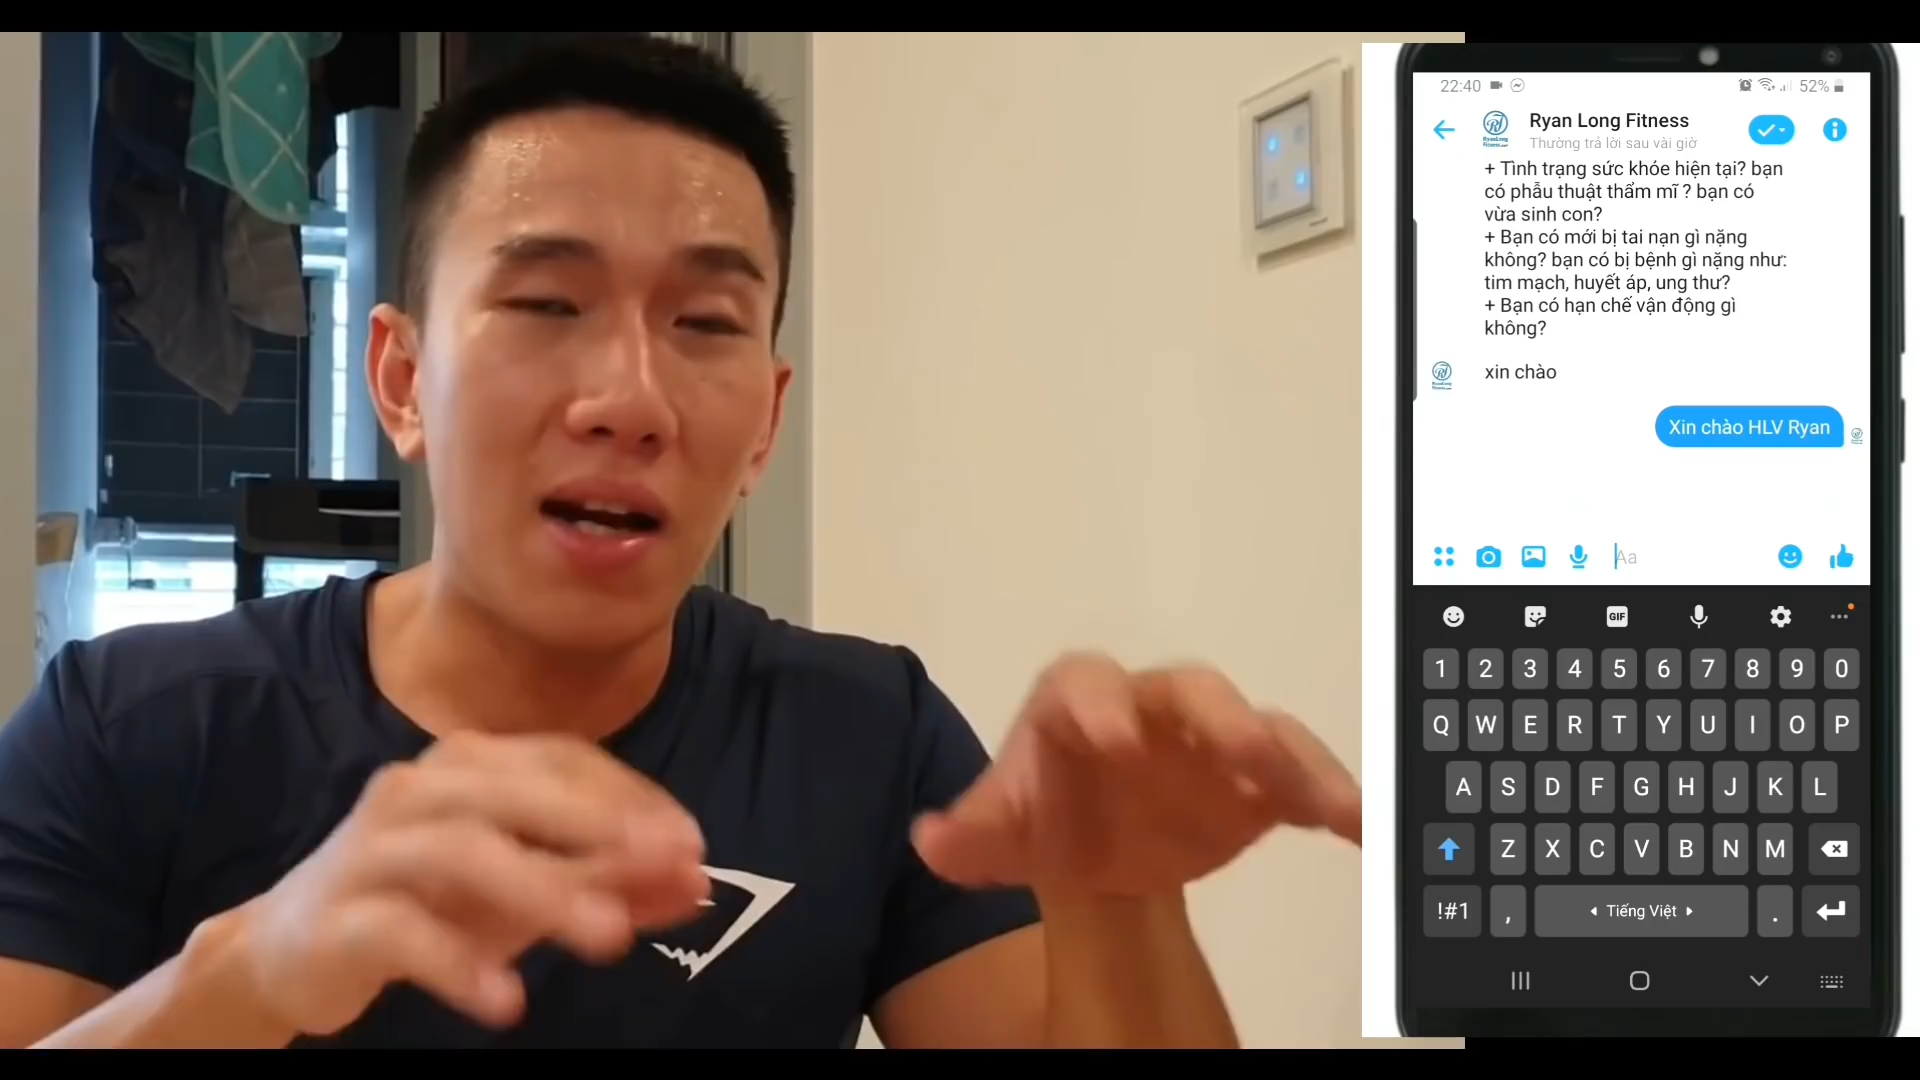 22:40
52%
Ryan Long Fitness
Thường trả lời sau vài giờ
+ Tình trạng sức khỏe hiện tại? bạn
có phẫu thuật thẩm mĩ ? bạn có
vừa sinh con?
+ Bạn có mới bị tai nạn gì nặng
không? bạn có bị bệnh gì nặng như:
tim mạch, huyết áp, ung thư?
+ Bạn có hạn chế vận động gì
không?
xin chào
Xin chào HLV Ryan
Aa
GIF
1 2 3 4 5 6 7 8 9 0
Q W E R T Y U I O P
A S D F G H J K L
Z X C V B N M
!#1 , Tiếng Việt .